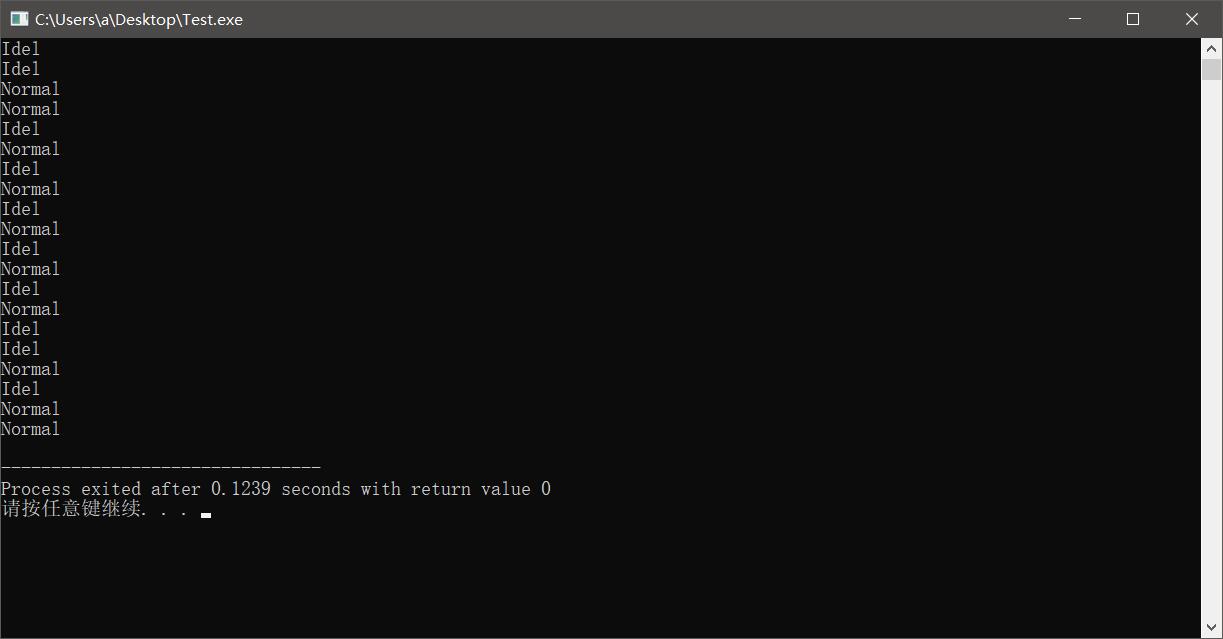 C:\Users\a\Desktop\Test.exe
Idel
Idel
Normal
Normal
Idel
Normal
Idel
Normal
Idel
Normal
Idel
Normal
Idel
Normal
Idel
Idel
Normal
Idel
Normal
Normal
--------------------------------
Process exited after 0.1239 seconds with return value 0
请按任意键继续. . .